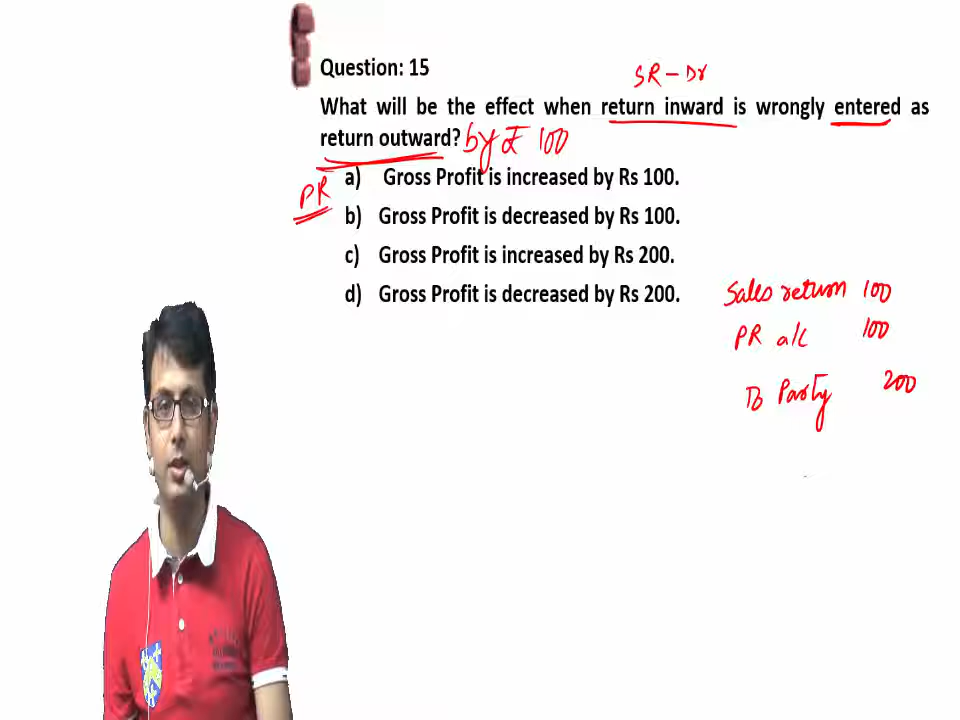 Question: 15
SR – Dr
What will be the effect when return inward is wrongly entered as
return outward? by ₹ 100
a) Gross Profit is increased by Rs 100.
PR
b) Gross Profit is decreased by Rs 100.
c) Gross Profit is increased by Rs 200.
d) Gross Profit is decreased by Rs 200.
Sales return 100
PR a/c 100
To Party 200